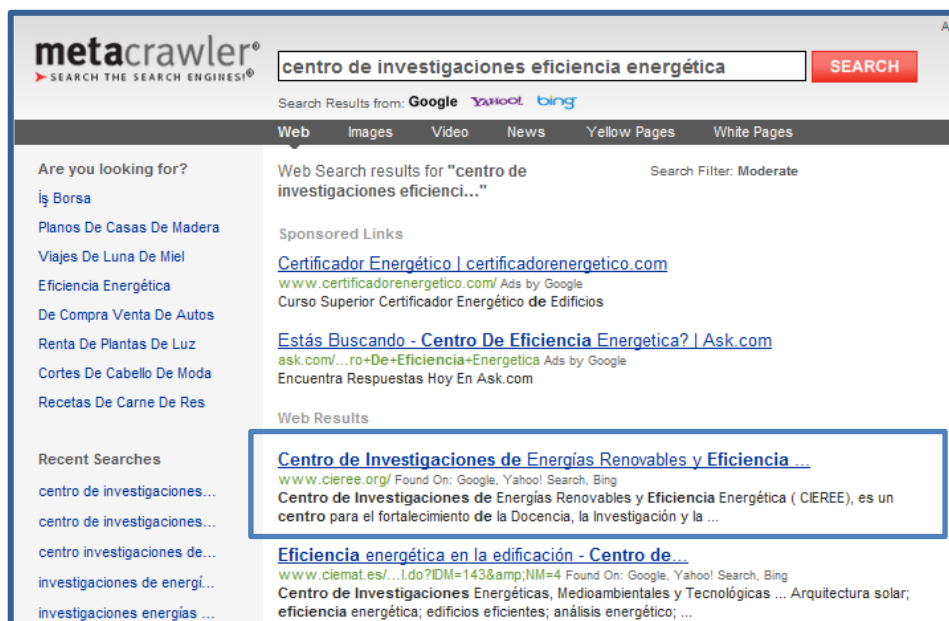 A
metacrawler®
SEARCH THE SEARCH ENGINES!®
centro de investigaciones eficiencia energética
SEARCH
Search Results from: Google YAHOO! bing
Web Images Video News Yellow Pages White Pages
Are you looking for?
İş Borsa
Planos De Casas De Madera
Viajes De Luna De Miel
Eficiencia Energética
De Compra Venta De Autos
Renta De Plantas De Luz
Cortes De Cabello De Moda
Recetas De Carne De Res
Recent Searches
centro de investigaciones...
centro de investigaciones...
centro investigaciones de...
investigaciones de energí...
investigaciones energías ...
Web Search results for "centro de
investigaciones eficienci..."
Search Filter: Moderate
Sponsored Links
Certificador Energético | certificadorenergetico.com
www.certificadorenergetico.com/ Ads by Google
Curso Superior Certificador Energético de Edificios
Estás Buscando - Centro De Eficiencia Energetica? | Ask.com
ask.com/...ro+De+Eficiencia+Energetica Ads by Google
Encuentra Respuestas Hoy En Ask.com
Web Results
Centro de Investigaciones de Energías Renovables y Eficiencia ...
www.cieree.org/ Found On: Google, Yahoo! Search, Bing
Centro de Investigaciones de Energías Renovables y Eficiencia Energética ( CIEREE), es un
centro para el fortalecimiento de la Docencia, la Investigación y la ...
Eficiencia energética en la edificación - Centro de...
www.ciemat.es/...l.do?IDM=143&amp;NM=4 Found On: Google, Yahoo! Search, Bing
Centro de Investigaciones Energéticas, Medioambientales y Tecnológicas ... Arquitectura solar;
eficiencia energética; edificios eficientes; análisis energético; ...